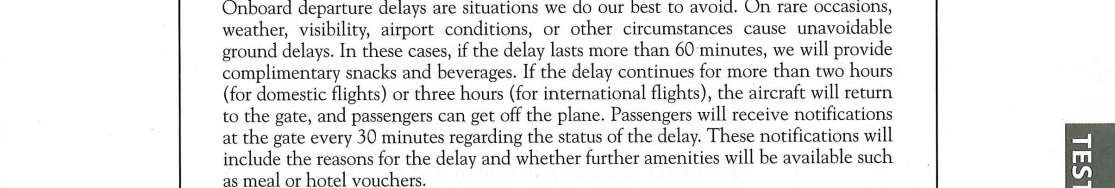 Onboard departure delays are situations we do our best to avoid. On rare occasions,
weather, visibility, airport conditions, or other circumstances cause unavoidable
ground delays. In these cases, if the delay lasts more than 60 minutes, we will provide
complimentary snacks and beverages. If the delay continues for more than two hours
(for domestic flights) or three hours (for international flights), the aircraft will return
to the gate, and passengers can get off the plane. Passengers will receive notifications
at the gate every 30 minutes regarding the status of the delay. These notifications will
include the reasons for the delay and whether further amenities will be available such
as meal or hotel vouchers.
TEST